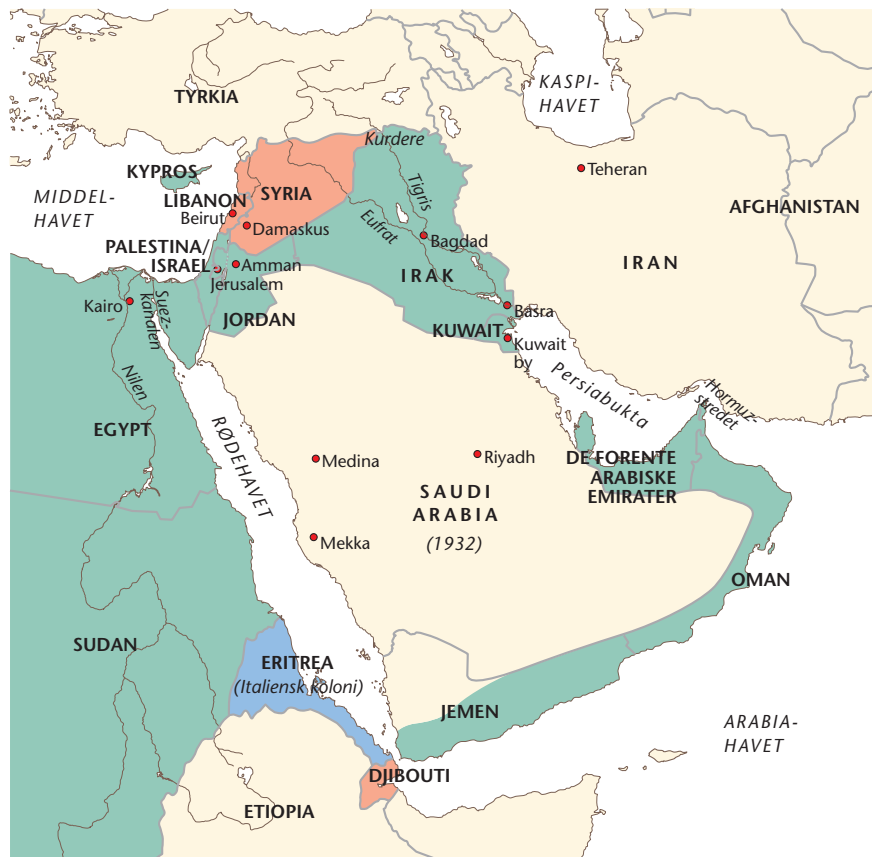 KASPI-
HAVET
TYRKIA
Kurdere
KYPROS
Teheran
MIDDEL-
HAVET
LIBANON
SYRIA
Tigris
Beirut
AFGHANISTAN
Damaskus
Eufrat
Bagdad
PALESTINA/
ISRAEL
Amman
IRAN
Jerusalem
IRAK
Kairo
Suez-
kanalen
Basra
JORDAN
KUWAIT
Kuwait
by
Persiabukta
Hormuz-
stredet
Nilen
EGYPT
RØDEHAVET
Medina
Riyadh
DE FORENTE
ARABISKE
EMIRATER
SAUDI
ARABIA
(1932)
Mekka
OMAN
SUDAN
ERITREA
(Italiensk koloni)
JEMEN
ARABIA-
HAVET
DJIBOUTI
ETIOPIA